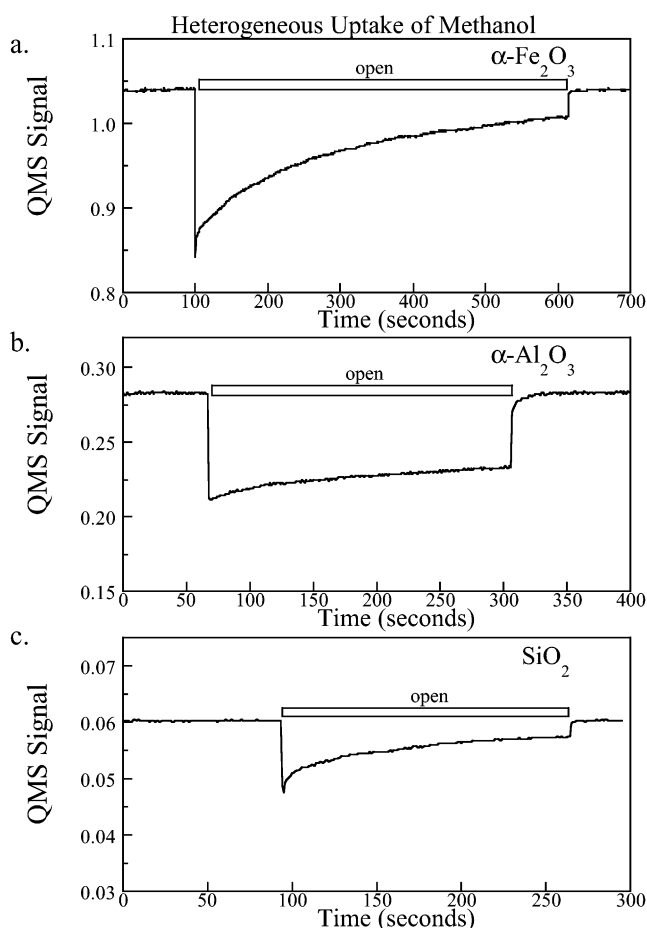 Heterogeneous Uptake of Methanol
a.
α-Fe₂O₃
open
1.1
1.0
0.9
0.8
QMS Signal
0 100 200 300 400 500 600 700
Time (seconds)
b.
α-Al₂O₃
open
0.30
0.25
0.20
0.15
QMS Signal
0 50 100 150 200 250 300 350 400
Time (seconds)
c.
SiO₂
open
0.07
0.06
0.05
0.04
0.03
QMS Signal
0 50 100 150 200 250 300
Time (seconds)